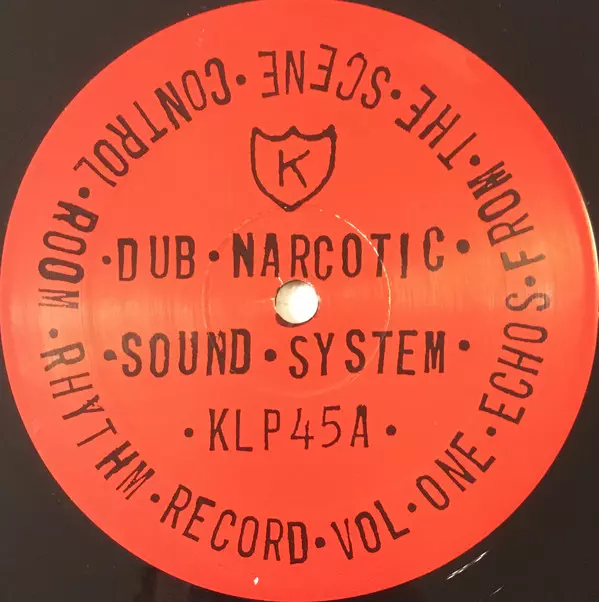 K
·DUB·NARCOTIC·
·SOUND·SYSTEM·
·KLP45A·
RHYTHM·RECORD·VOL·ONE·ECHOS·FROM·THE·SCENE·CONTROL·ROOM·